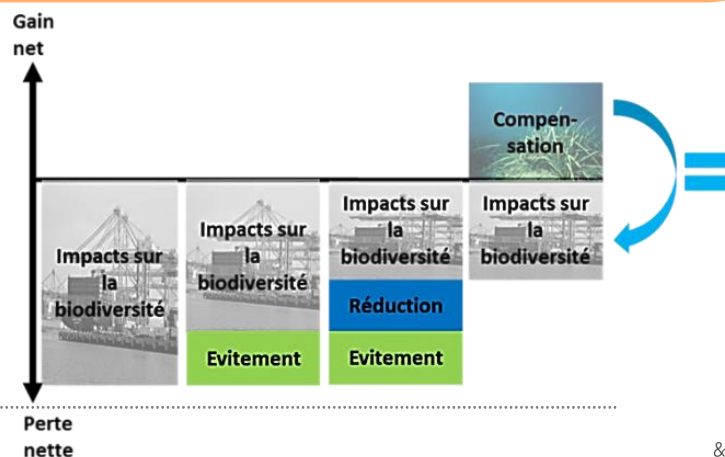 Gain
net
Compen-
sation
Impacts sur
la
biodiversité
Impacts sur
la
biodiversité
Impacts sur
la
biodiversité
Impacts sur
la
biodiversité
Réduction
Evitement
Evitement
Perte
nette
&